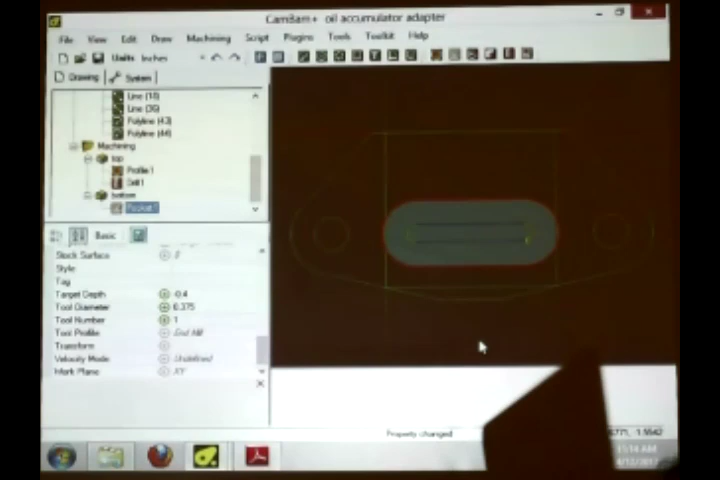 CamBam+ oil accumulator adapter
File View Edit Draw Machining Script Plugins Tools Toolkit Help
Units Inches
Drawing System
Line (18)
Line (36)
Polyline (43)
Polyline (44)
Machining
top
Profile1
Drill1
bottom
Pocket1
Basic
Stock Surface 0
Style
Tag
Target Depth -0.4
Tool Diameter 0.375
Tool Number 1
Tool Profile End Mill
Transform
Velocity Mode Undefined
Work Plane XY
Property changed